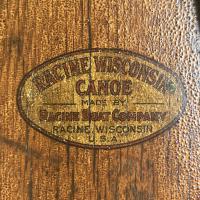 RACINE WISCONSIN
CANOE
MADE BY
RACINE BOAT COMPANY
RACINE, WISCONSIN
U.S.A.